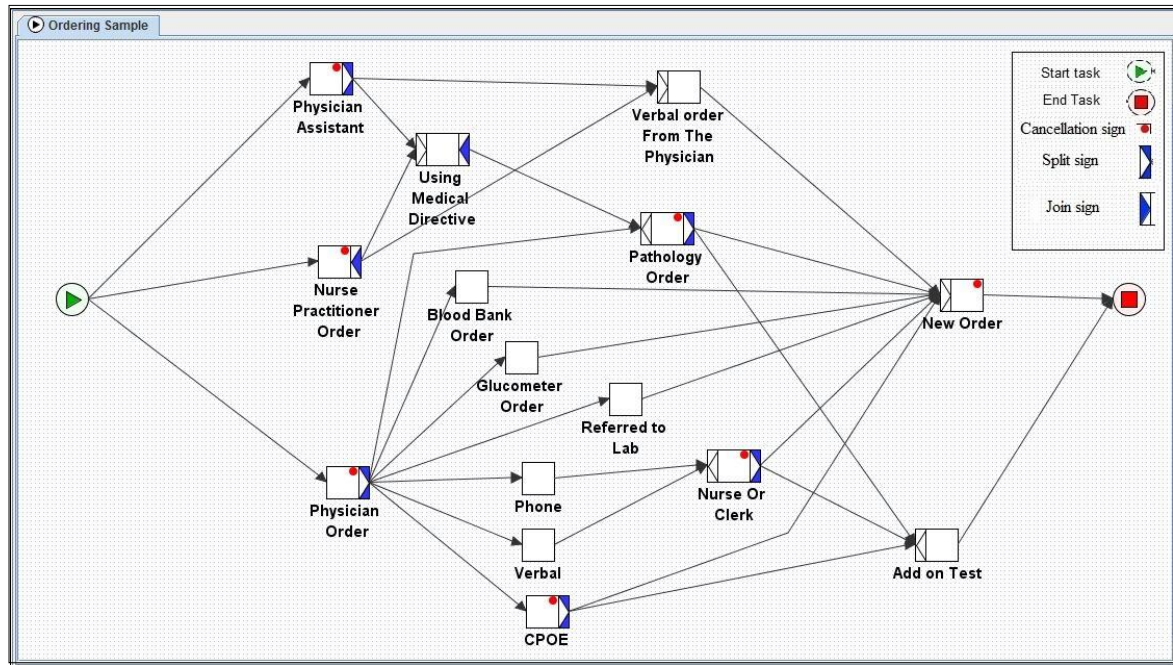 Ordering Sample
Start task
End Task
Cancellation sign
Split sign
Join sign
Physician
Assistant
Verbal order
From The
Physician
Using
Medical
Directive
Nurse
Practitioner
Order
Pathology
Order
Blood Bank
Order
New Order
Glucometer
Order
Referred to
Lab
Physician
Order
Phone
Nurse Or
Clerk
Verbal
Add on Test
CPOE